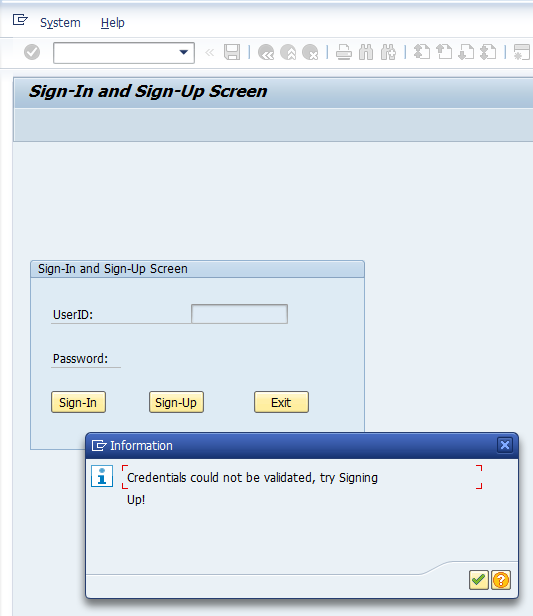 System Help
Sign-In and Sign-Up Screen
Sign-In and Sign-Up Screen
UserID:
Password:
Sign-In Sign-Up Exit
Information
Credentials could not be validated, try Signing
Up!